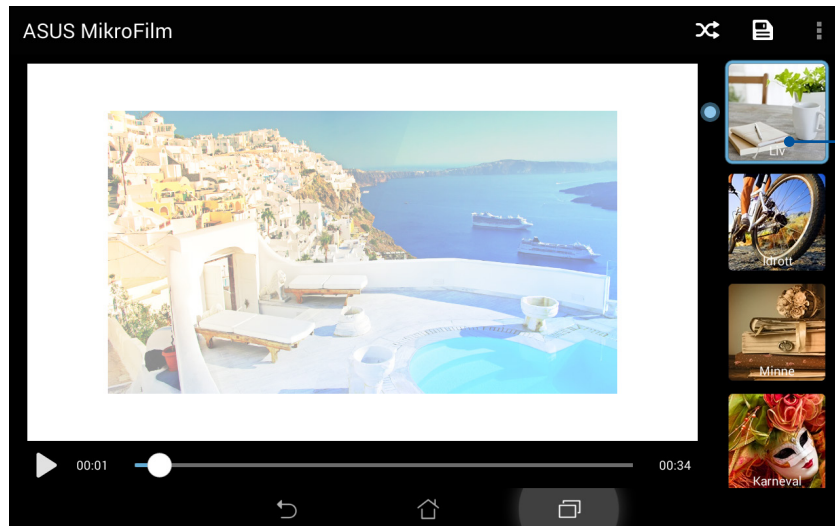 ASUS MikroFilm
Liv
Idrott
Minne
Karneval
00:01
00:34